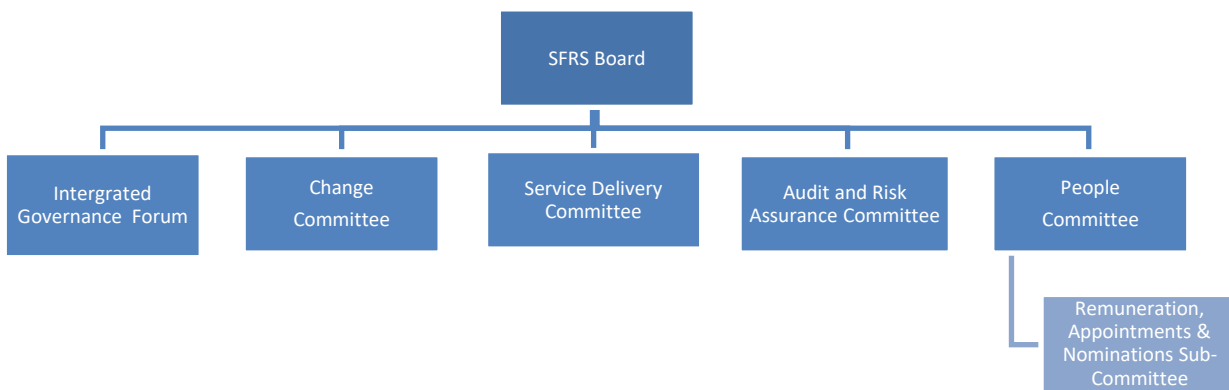 SFRS Board
Intergrated
Governance Forum
Change
Committee
Service Delivery
Committee
Audit and Risk
Assurance Committee
People
Committee
Remuneration,
Appointments &
Nominations Sub-
Committee